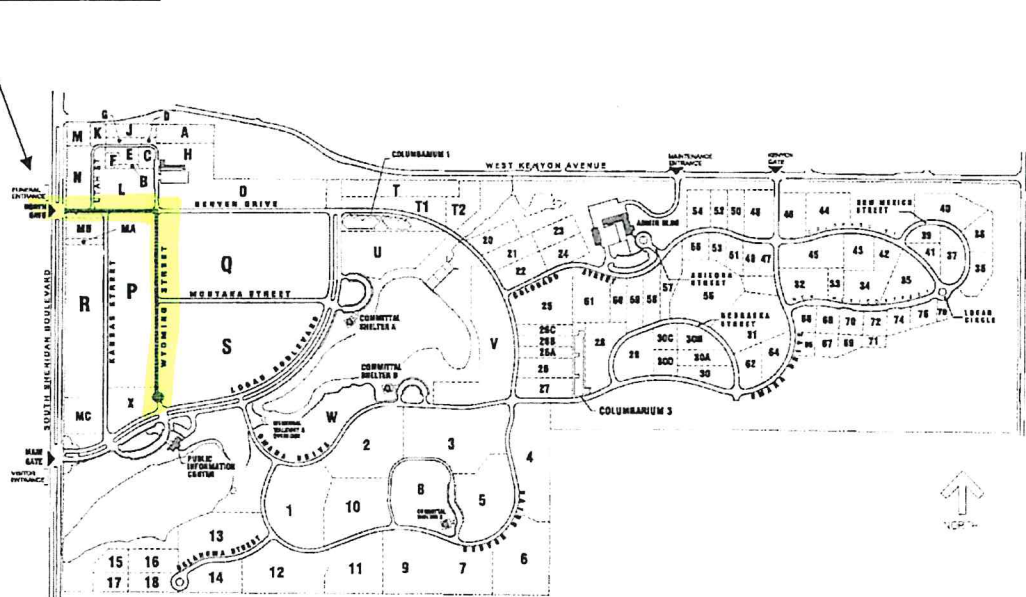 G
D
M
K
J
A
F
E
C
H
N
B
L
COLUMBARIUM 1
WEST KENYON AVENUE
MAINTENANCE
ENTRANCE
KENYON
GATE
FUNERAL
ENTRANCE
NORTH
GATE
O
T
T1
T2
KENYON DRIVE
MB
MA
54
52
50
48
46
44
NEW MEXICO
STREET
40
39
38
36
37
41
ADMIN BLDG
20
23
21
24
22
COLORADO STREET
55
53
51
49
47
45
43
42
ARIZONA
STREET
R
P
Q
U
KANSAS STREET
WYOMING STREET
MONTANA STREET
S
LOGAN BOULEVARD
COMMITTAL
SHELTER A
V
25
61
60
59
58
57
56
32
33
34
35
NEBRASKA
STREET
LOGAN
CIRCLE
26C
26B
26A
26
27
28
29
30C
30B
30D
30A
30
31
62
64
66
68
70
72
74
76
78
67
69
71
COMMITTAL
SHELTER B
COLUMBARIUM 3
SOUTH SHERIDAN BOULEVARD
MC
X
W
OMAHA DRIVE
MAIN
GATE
VISITOR
ENTRANCE
PUBLIC
INFORMATION
CENTER
2
3
4
1
10
8
5
DENVER
6
13
OKLAHOMA STREET
15
16
17
18
14
12
11
9
7
NORTH